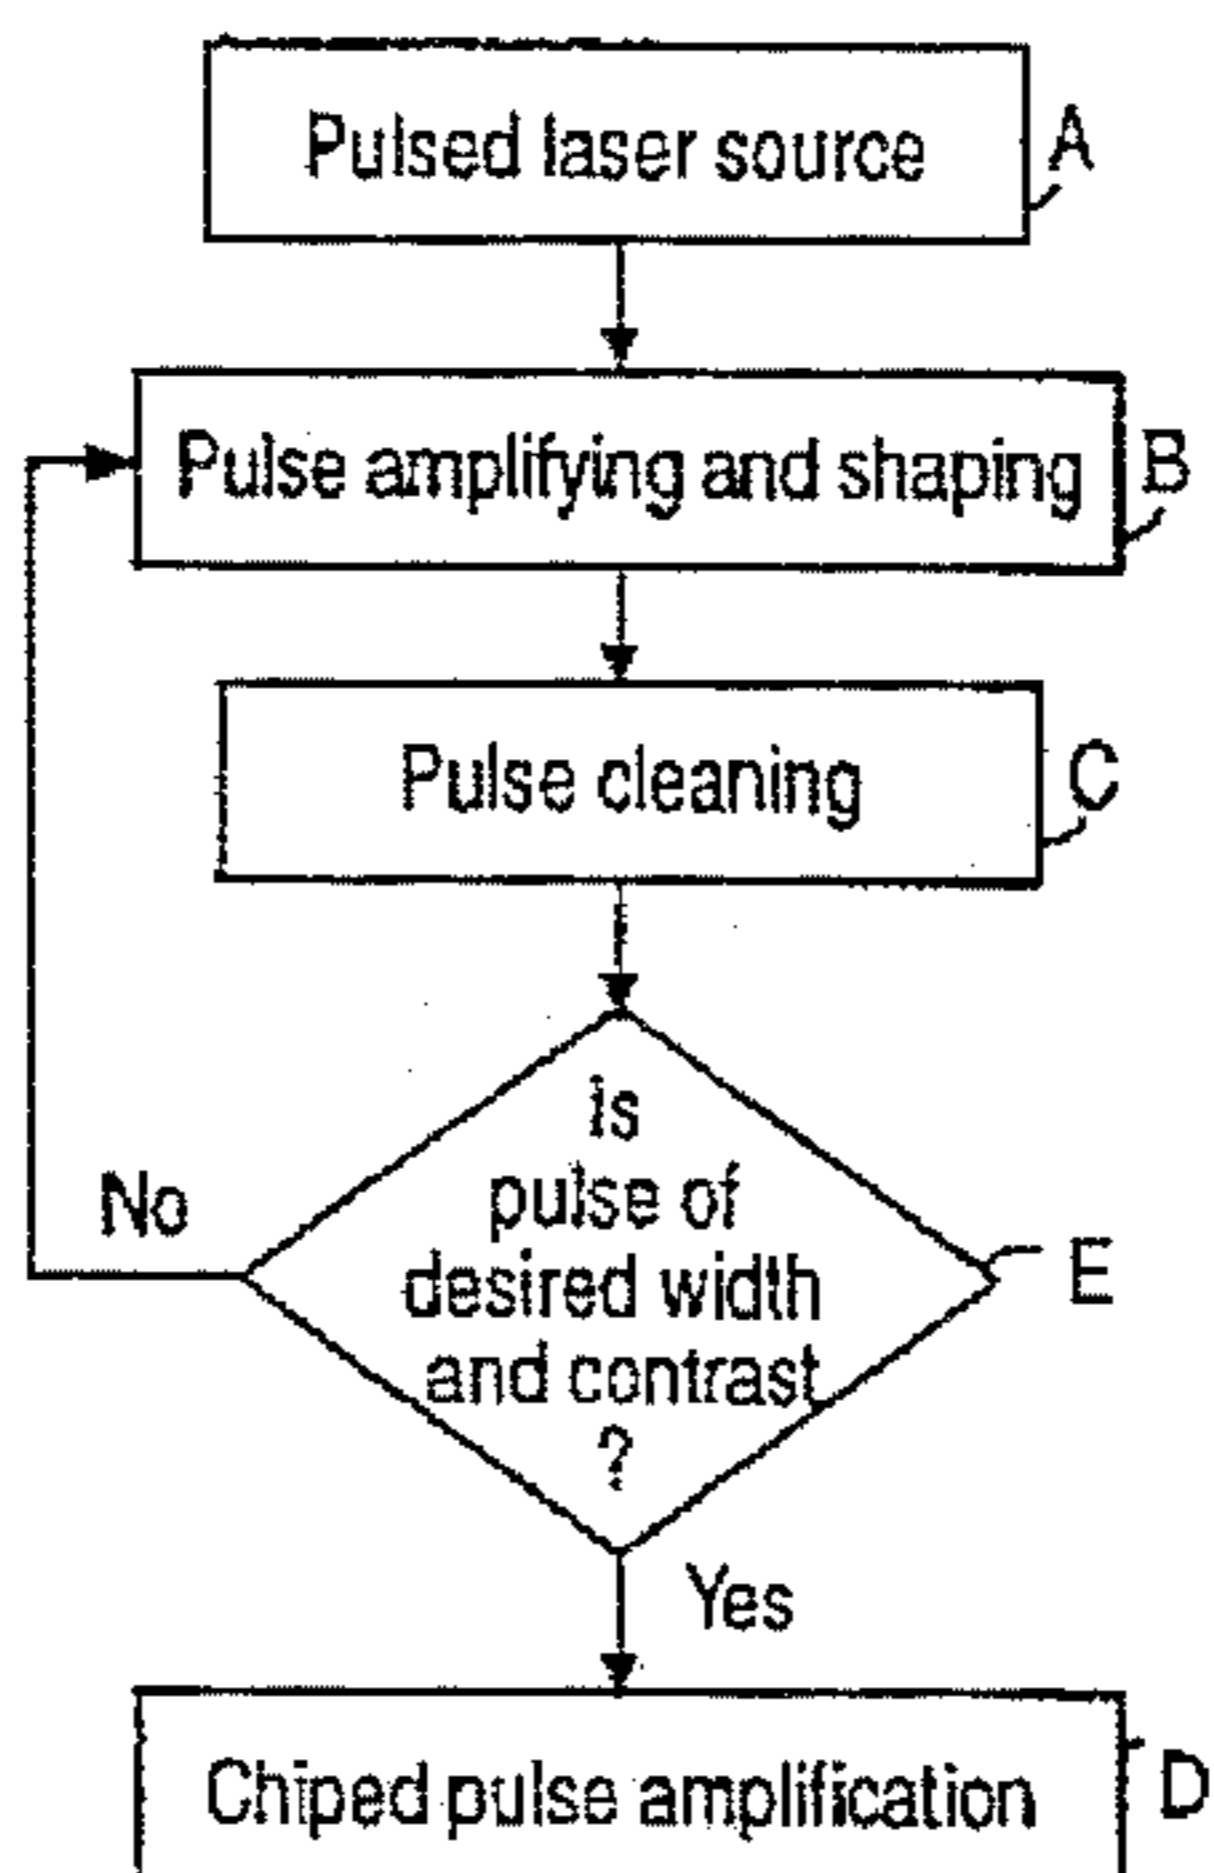 Pulsed laser source
A
Pulse amplifying and shaping
B
Pulse cleaning
C
is
pulse of
desired width
and contrast
?
E
No
Yes
Chiped pulse amplification
D